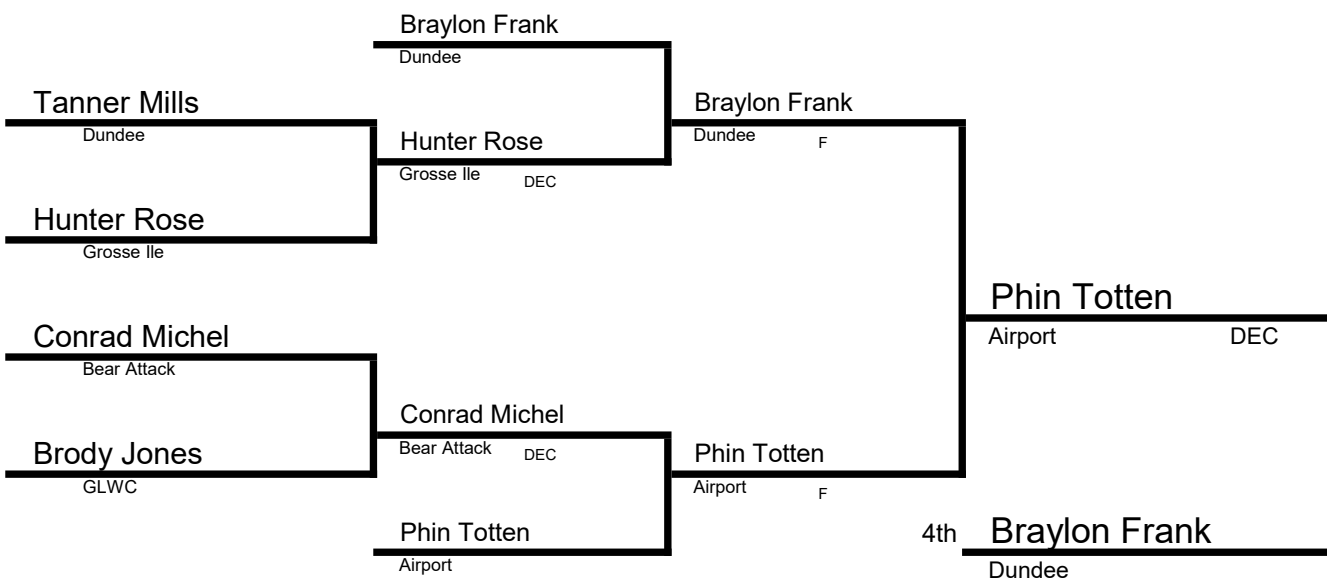 Braylon Frank
Dundee
Tanner Mills
Dundee
Braylon Frank
Dundee F
Hunter Rose
Grosse Ile DEC
Hunter Rose
Grosse Ile
Phin Totten
Airport DEC
Conrad Michel
Bear Attack
Conrad Michel
Bear Attack DEC
Brody Jones
GLWC
Phin Totten
Airport F
Phin Totten
Airport
4th Braylon Frank
Dundee